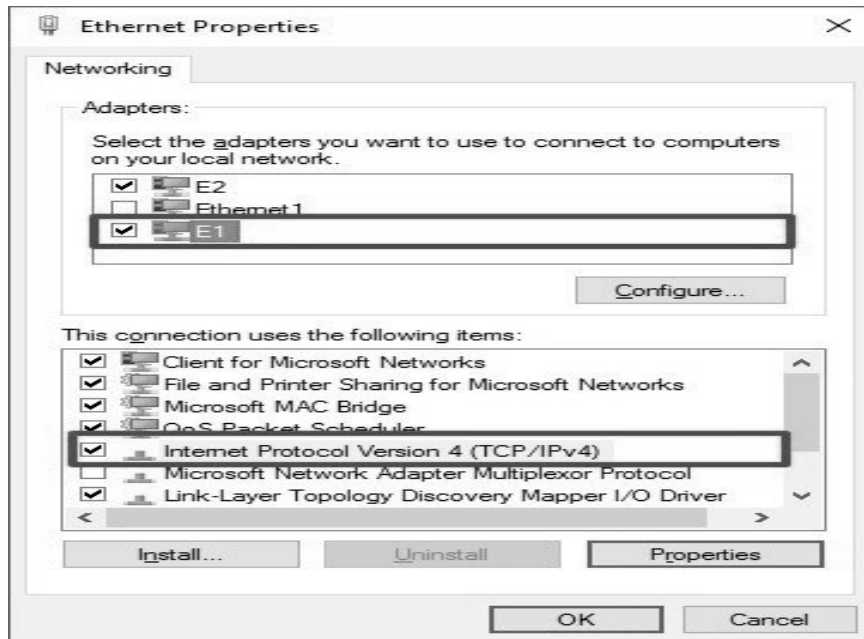 Ethernet Properties
Networking
Adapters:
Select the adapters you want to use to connect to computers
on your local network.
E2
Ethernet1
E1
Configure...
This connection uses the following items:
Client for Microsoft Networks
File and Printer Sharing for Microsoft Networks
Microsoft MAC Bridge
QoS Packet Scheduler
Internet Protocol Version 4 (TCP/IPv4)
Microsoft Network Adapter Multiplexor Protocol
Link-Layer Topology Discovery Mapper I/O Driver
Install... Uninstall Properties
OK Cancel